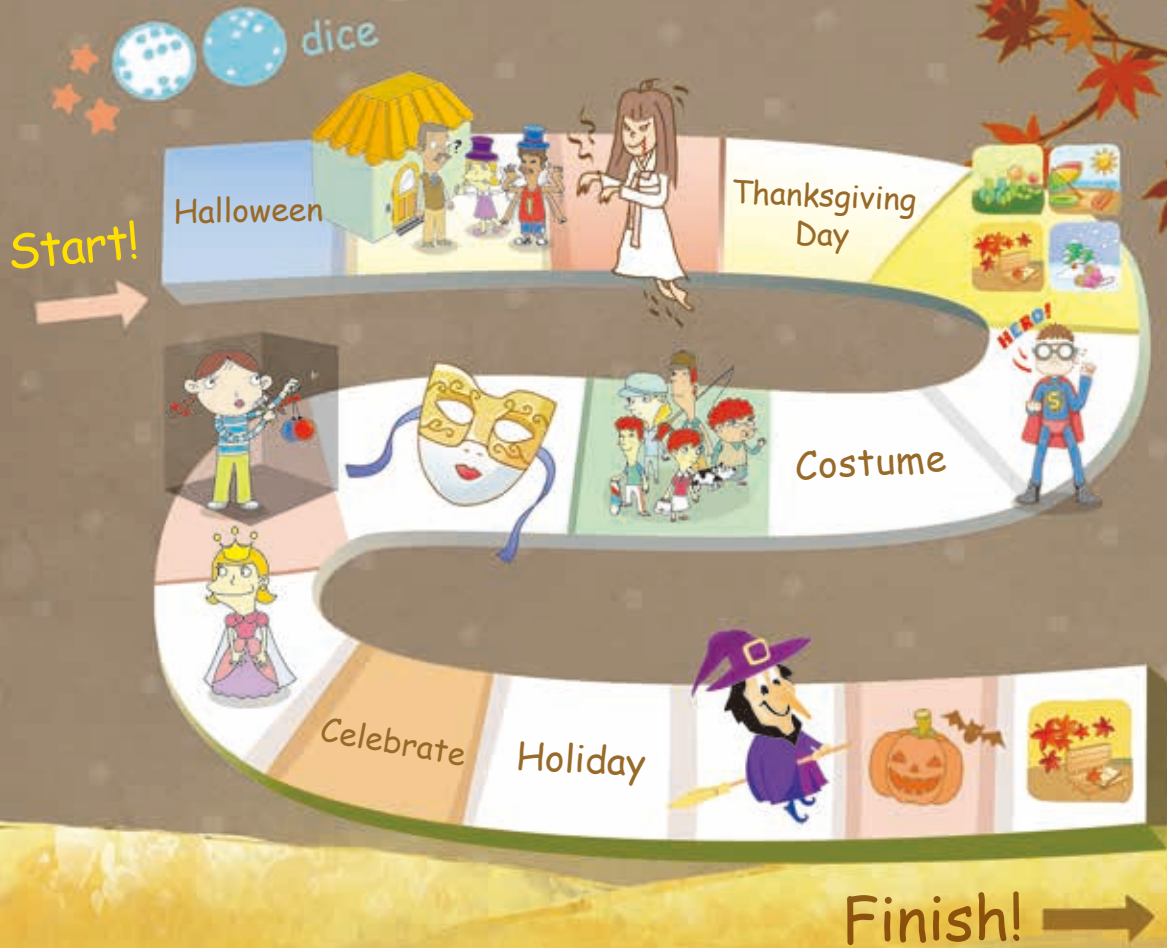 dice
Start!
Halloween
?
Thanksgiving
Day
HERO!
S
Costume
Celebrate
Holiday
Finish!